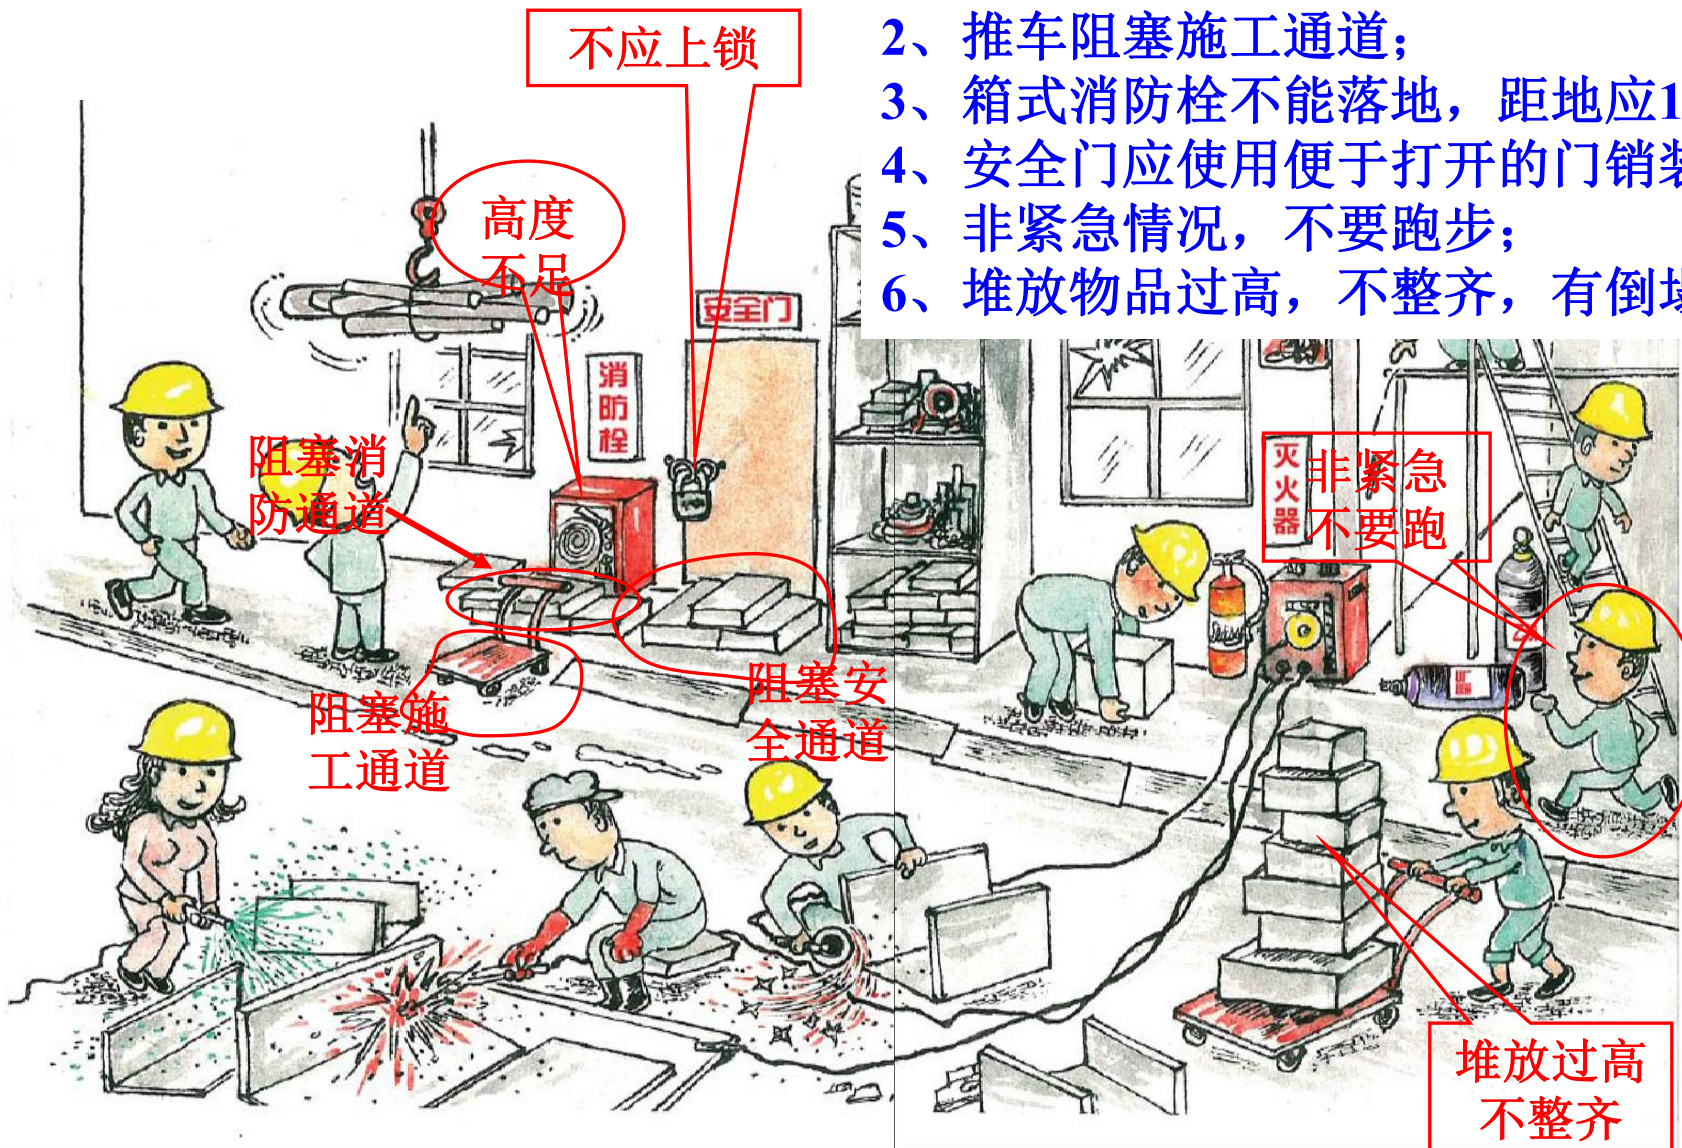 不应上锁
2、推车阻塞施工通道；
3、箱式消防栓不能落地，距地应1
4、安全门应使用便于打开的门销装
5、非紧急情况，不要跑步；
6、堆放物品过高，不整齐，有倒塌
高度
不足
安全门
消防栓
阻塞消
防通道
灭火器
非紧急
不要跑
阻塞施
工通道
阻塞安
全通道
堆放过高
不整齐